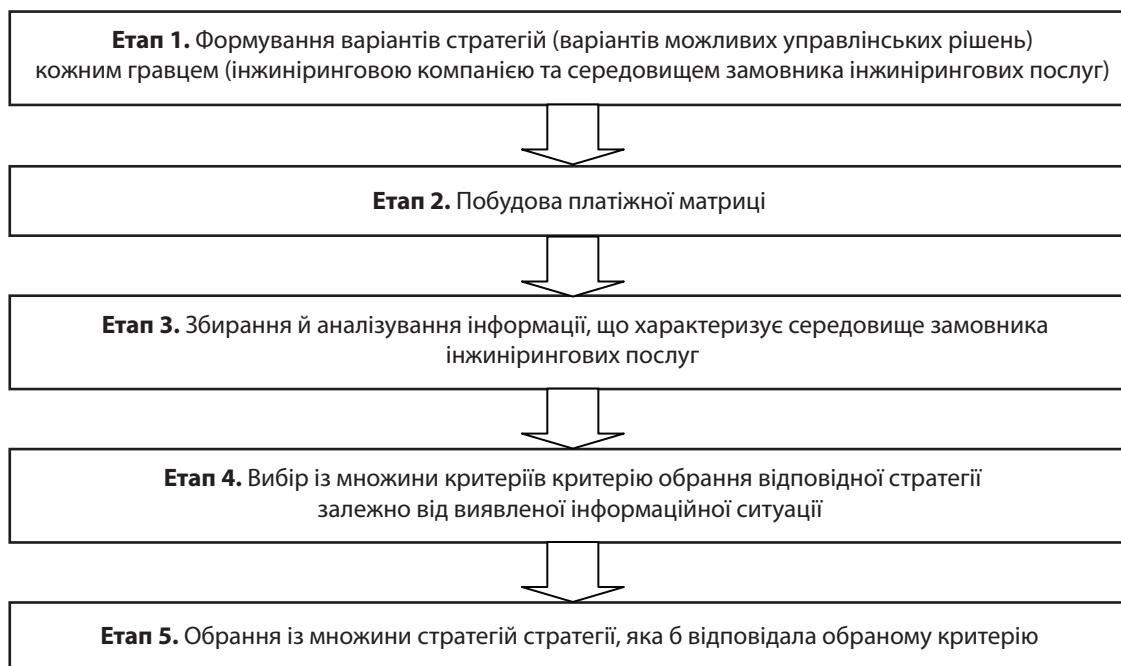 Етап 1. Формування варіантів стратегій (варіантів можливих управлінських рішень)
кожним гравцем (інжиніринговою компанією та середовищем замовника інжинірингових послуг)
Етап 2. Побудова платіжної матриці
Етап 3. Збирання й аналізування інформації, що характеризує середовище замовника
інжинірингових послуг
Етап 4. Вибір із множини критеріїв критерію обрання відповідної стратегії
залежно від виявленої інформаційної ситуації
Етап 5. Обрання із множини стратегій стратегії, яка б відповідала обраному критерію